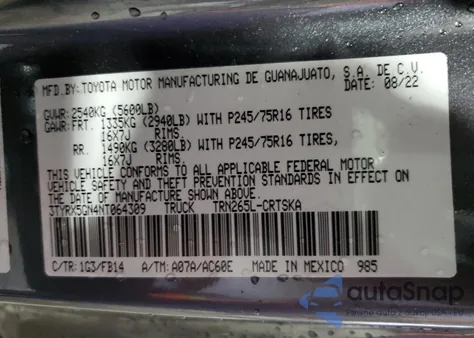 MFD.BY:TOYOTA MOTOR MANUFACTURING DE GUANAJUATO, S.A. DE C.V.
DATE: 08/22
GVWR: 2540KG (5600LB)
GAWR:FRT. 1335KG (2940LB) WITH P245/75R16 TIRES
16X7J RIMS,
RR. 1490KG (3280LB) WITH P245/75R16 TIRES,
16X7J RIMS.
THIS VEHICLE CONFORMS TO ALL APPLICABLE FEDERAL MOTOR
VEHICLE SAFETY AND THEFT PREVENTION STANDARDS IN EFFECT ON
THE DATE OF MANUFACTURE SHOWN ABOVE.
3TYRX5GN4NT064309 TRUCK TRN265L-CRTSKA
C/TR: 1G3/FB14 A/TM: A07A/AC60E MADE IN MEXICO 985
autoSnap